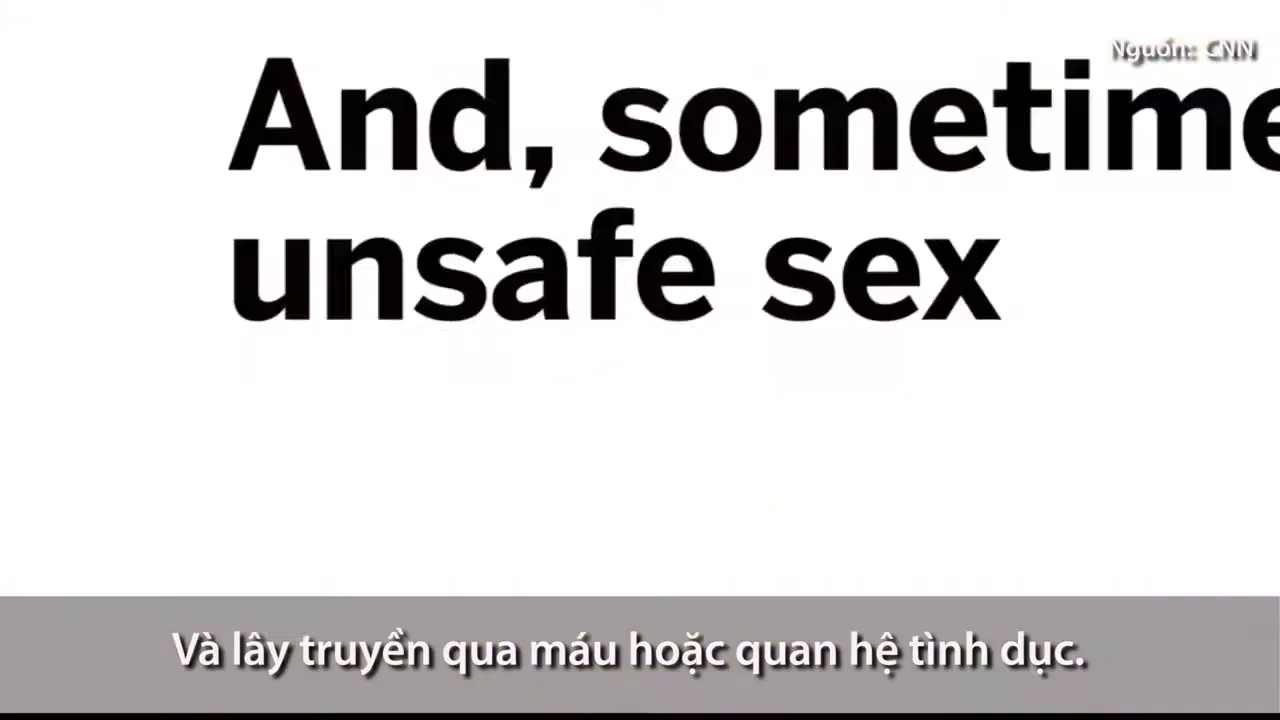 Nguồn: CNN
And, sometime
unsafe sex
Và lây truyền qua máu hoặc quan hệ tình dục.